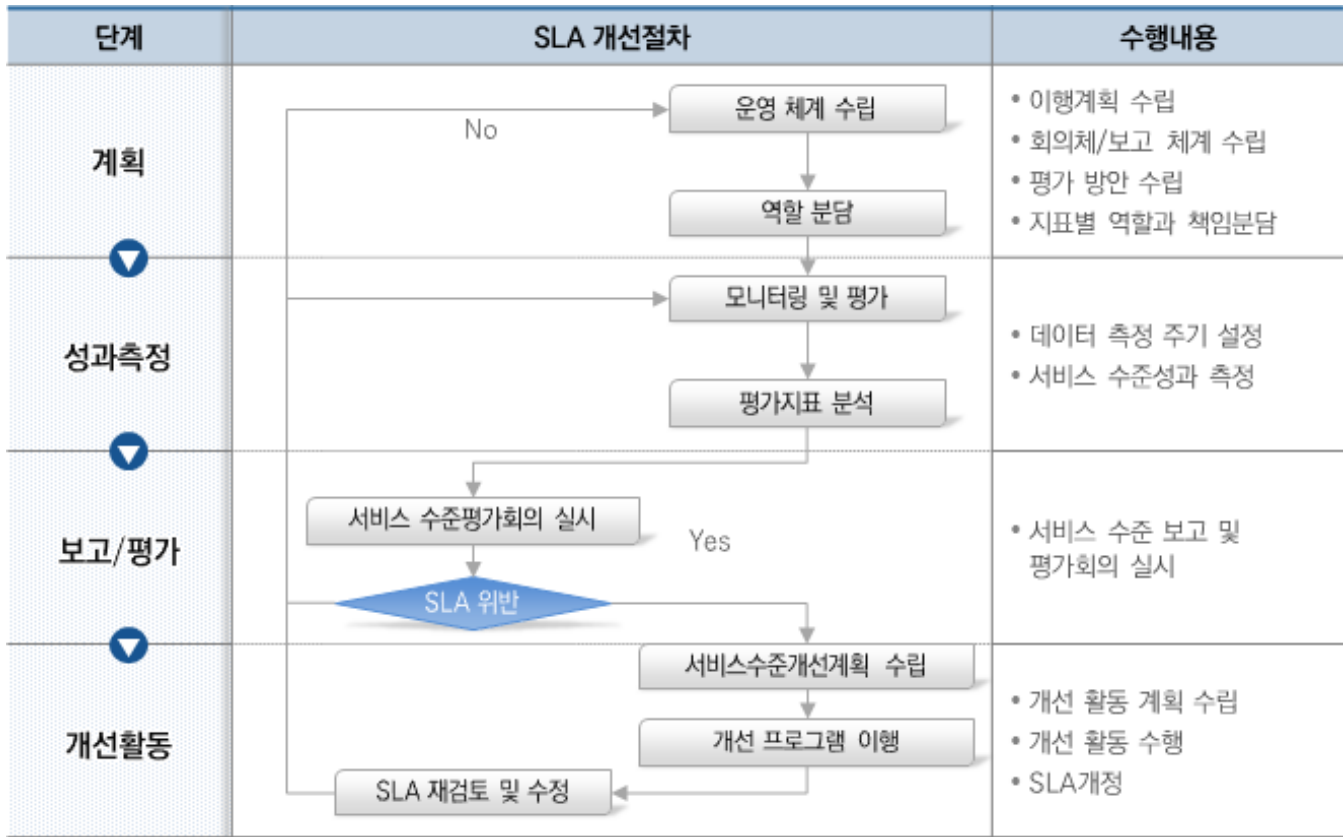 단계
SLA 개선절차
수행내용
계획
No
운영 체계 수립
역할 분담
• 이행계획 수립
• 회의체/보고 체계 수립
• 평가 방안 수립
• 지표별 역할과 책임분담
성과측정
모니터링 및 평가
평가지표 분석
• 데이터 측정 주기 설정
• 서비스 수준성과 측정
보고/평가
서비스 수준평가회의 실시
Yes
SLA 위반
• 서비스 수준 보고 및
평가회의 실시
개선활동
서비스수준개선계획 수립
개선 프로그램 이행
SLA 재검토 및 수정
• 개선 활동 계획 수립
• 개선 활동 수행
• SLA개정